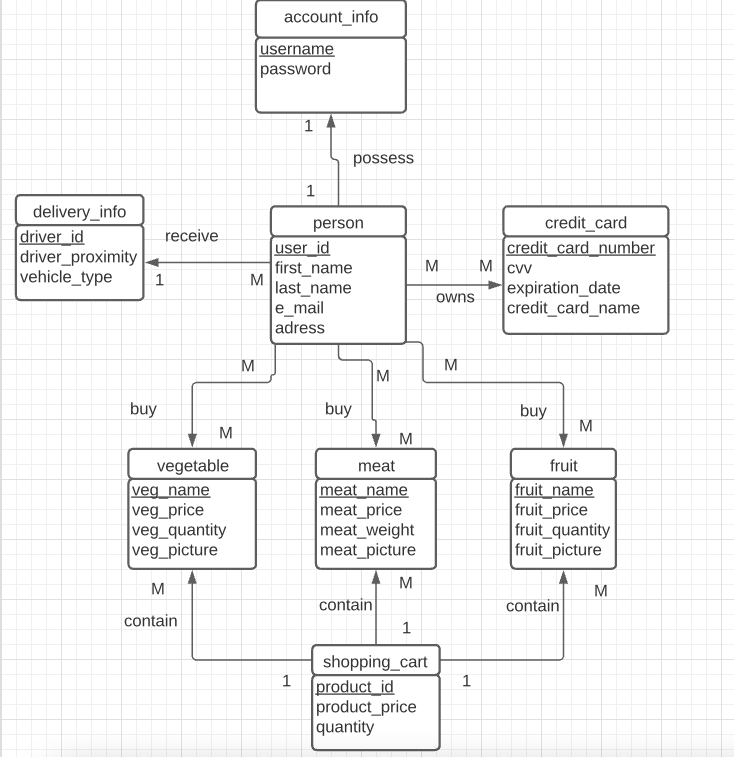 account_info
username
password
1
possess
1
delivery_info
driver_id
driver_proximity
vehicle_type
receive
1
M
person
user_id
first_name
last_name
e_mail
adress
M
M
owns
credit_card
credit_card_number
cvv
expiration_date
credit_card_name
M
buy
M
M
buy
M
M
buy
M
vegetable
veg_name
veg_price
veg_quantity
veg_picture
meat
meat_name
meat_price
meat_weight
meat_picture
fruit
fruit_name
fruit_price
fruit_quantity
fruit_picture
M
contain
1
M
contain
1
M
contain
1
shopping_cart
product_id
product_price
quantity